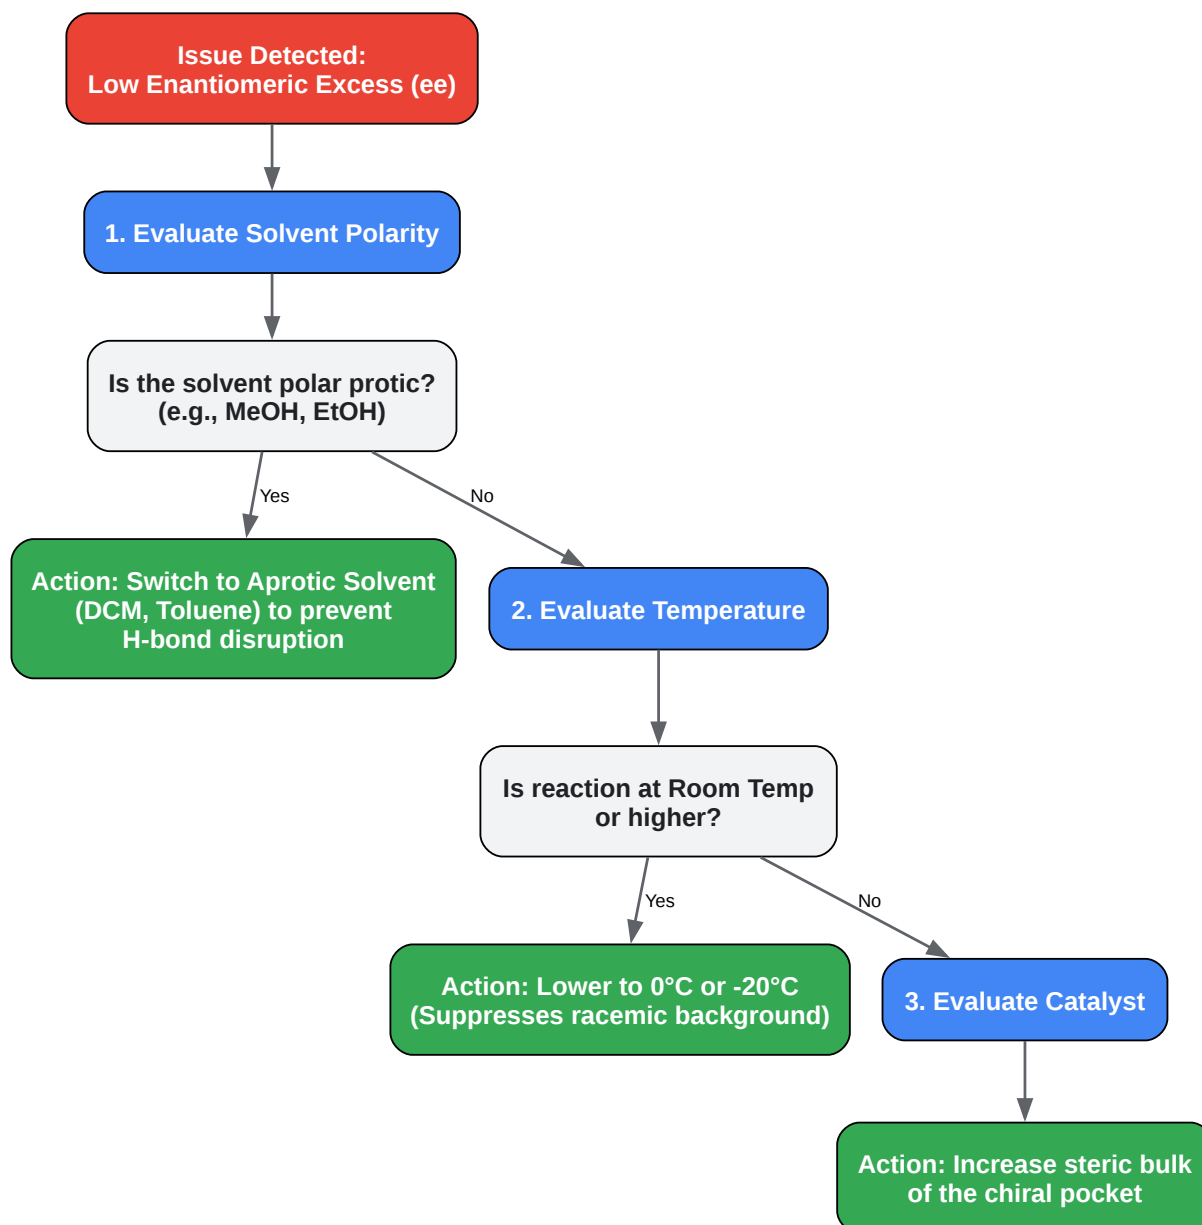 Issue Detected:
Low Enantiomeric Excess (ee)
1. Evaluate Solvent Polarity
Is the solvent polar protic?
(e.g., MeOH, EtOH)
Yes
No
Action: Switch to Aprotic Solvent
(DCM, Toluene) to prevent
H-bond disruption
2. Evaluate Temperature
Is reaction at Room Temp
or higher?
Yes
No
Action: Lower to 0°C or -20°C
(Suppresses racemic background)
3. Evaluate Catalyst
Action: Increase steric bulk
of the chiral pocket